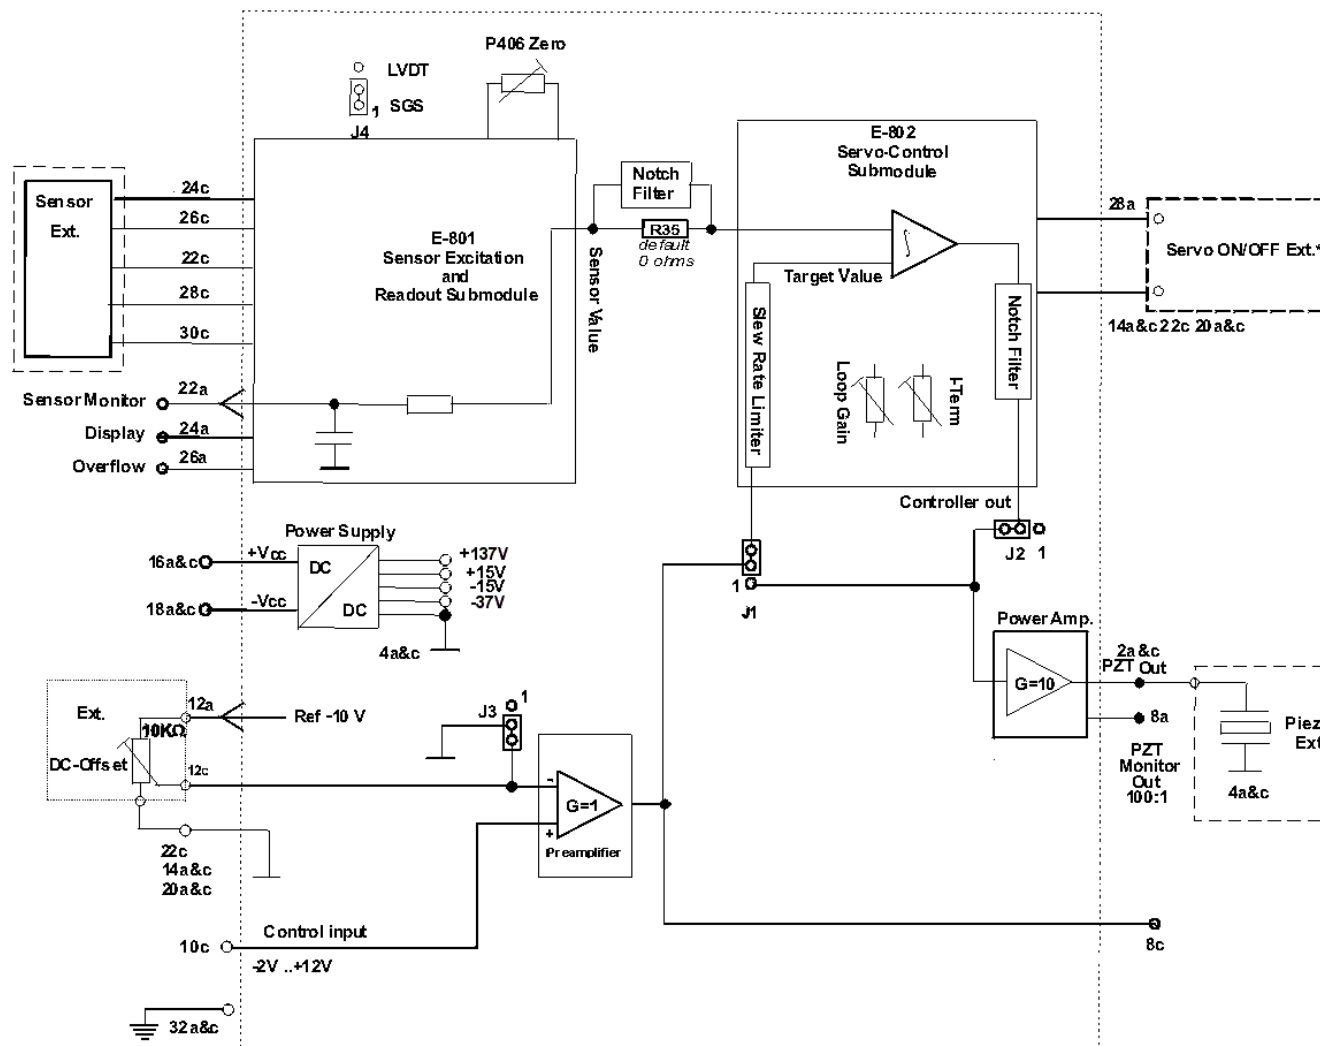 P406 Zero
LVDT
1
SGS
J4
E-802
Servo-Control
Submodule
Notch
Filter
Sensor
Ext.
24c
26c
22c
28c
30c
E-801
Sensor Excitation
and
Readout Submodule
R35
default
0 ohms
Sensor Value
Target Value
Slew Rate Limiter
Notch Filter
Loop Gain
I-Term
28a
Servo ON/OFF Ext.*
14a&c 22c 20a&c
Sensor Monitor
22a
Display
24a
Overflow
26a
Controller out
J2
1
Power Supply
16a&c
+Vcc
DC
DC
18a&c
-Vcc
+137V
+15V
-15V
-37V
4a&c
1
J1
Power Amp.
G=10
2a&c
PZT Out
8a
PZT
Monitor
Out
100:1
Piez
Ext
4a&c
Ext.
12a
Ref -10 V
10KΩ
DC-Offset
12c
22c
14a&c
20a&c
J3
1
-
G=1
+
Preamplifier
10c
Control input
-2V ..+12V
8c
32a&c